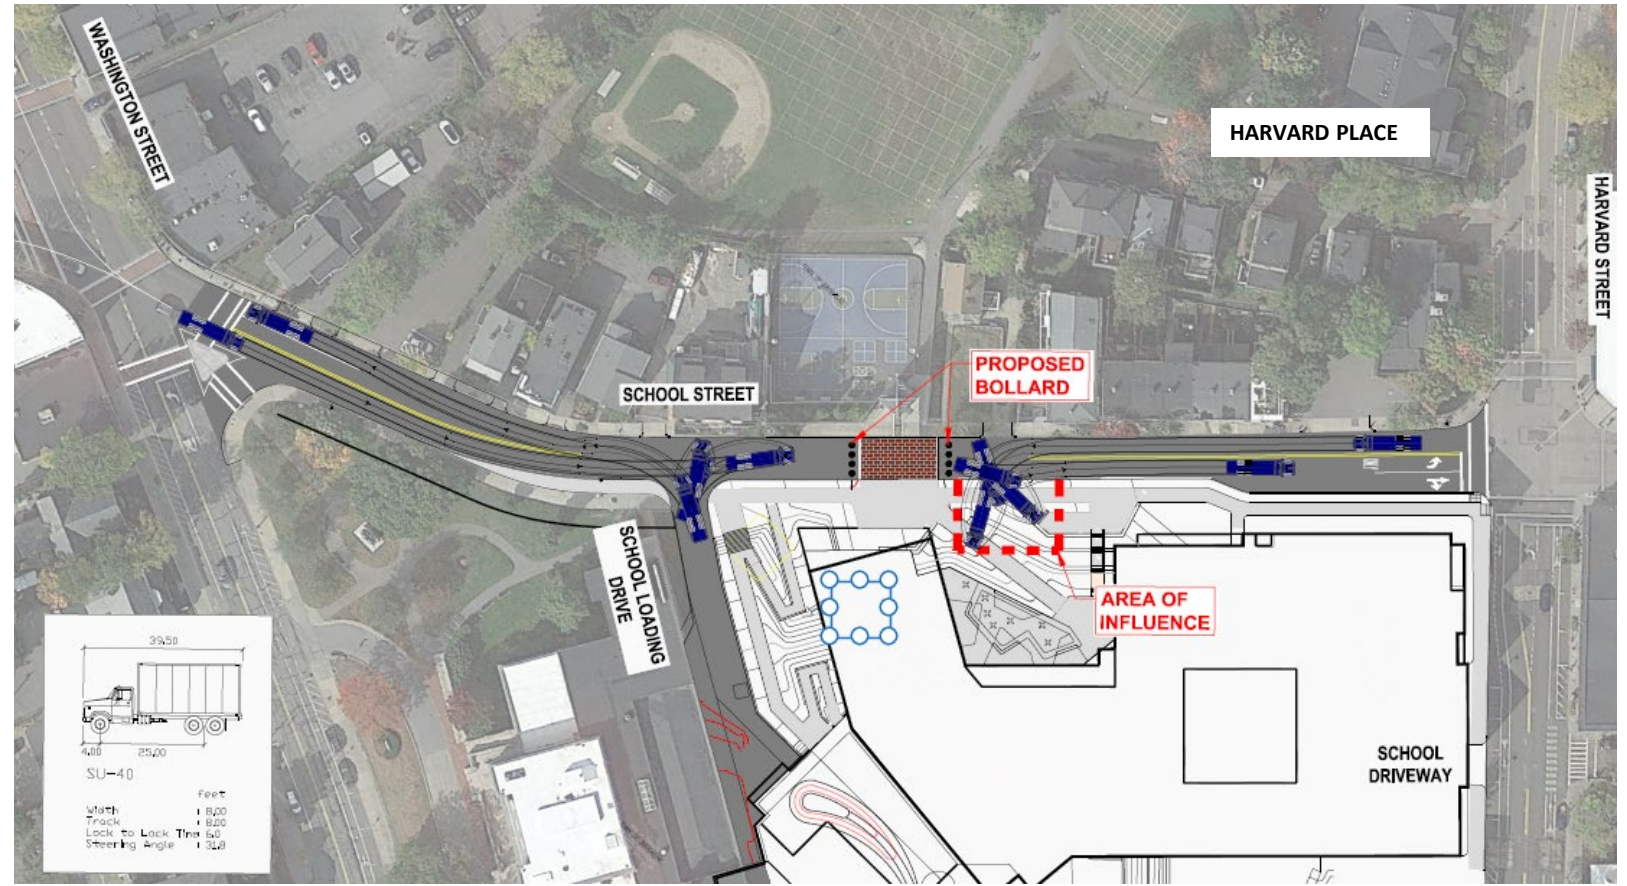 WASHINGTON STREET
HARVARD PLACE
HARVARD STREET
PROPOSED
BOLLARD
SCHOOL STREET
SCHOOL LOADING
DRIVE
AREA OF
INFLUENCE
SCHOOL
DRIVEWAY
39.50
4.00
25.00
SU-40
feet
Width : 8.00
Track : 8.00
Lock to Lock Time : 6.0
Steering Angle : 31.8